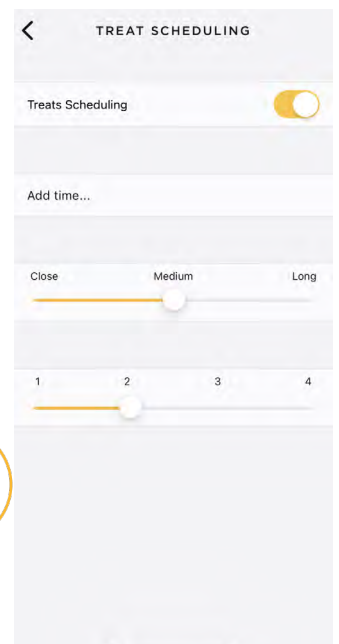 TREAT SCHEDULING
Treats Scheduling
Add time...
Close Medium Long
1 2 3 4